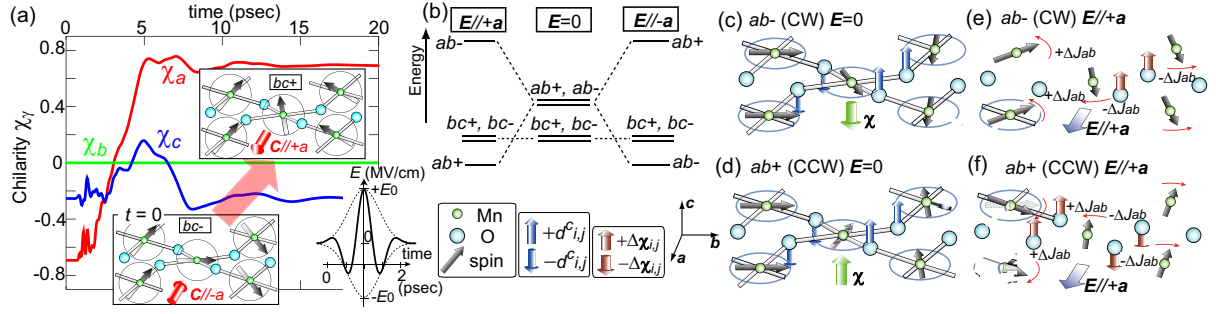 (a)
time (psec)
0 5 10 15 20
Chilarity χγ
0.8
0.4
0
-0.4
-0.8
χa
χb
χc
bc+
C//+a
t = 0
bc-
C//-a
E (MV/cm)
+E0
0
-E0
time
-2 2
(psec)
(b)
E//+a E=0 E//-a
Energy
ab- ab+
ab+, ab-
bc+, bc- bc+, bc- bc+, bc-
ab+ ab-
Mn
O
spin
+dᶜi,j
−dᶜi,j
+Δχi,j
−Δχi,j
c
b
a
(c) ab- (CW) E=0
χ
(d) ab+ (CCW) E=0
χ
(e) ab- (CW) E//+a
+ΔJab
-ΔJab
+ΔJab
-ΔJab
E//+a
(f) ab+ (CCW) E//+a
+ΔJab
-ΔJab
+ΔJab
-ΔJab
E//+a